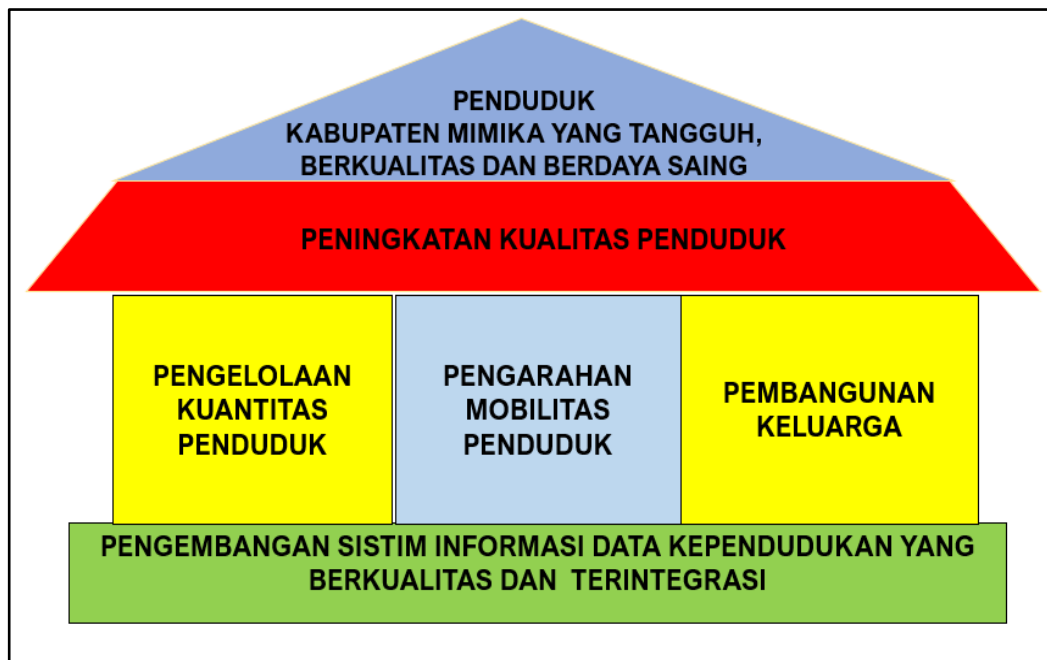 PENDUDUK
KABUPATEN MIMIKA YANG TANGGUH,
BERKUALITAS DAN BERDAYA SAING
PENINGKATAN KUALITAS PENDUDUK
PENGELOLAAN
KUANTITAS
PENDUDUK
PENGARAHAN
MOBILITAS
PENDUDUK
PEMBANGUNAN
KELUARGA
PENGEMBANGAN SISTIM INFORMASI DATA KEPENDUDUKAN YANG
BERKUALITAS DAN TERINTEGRASI